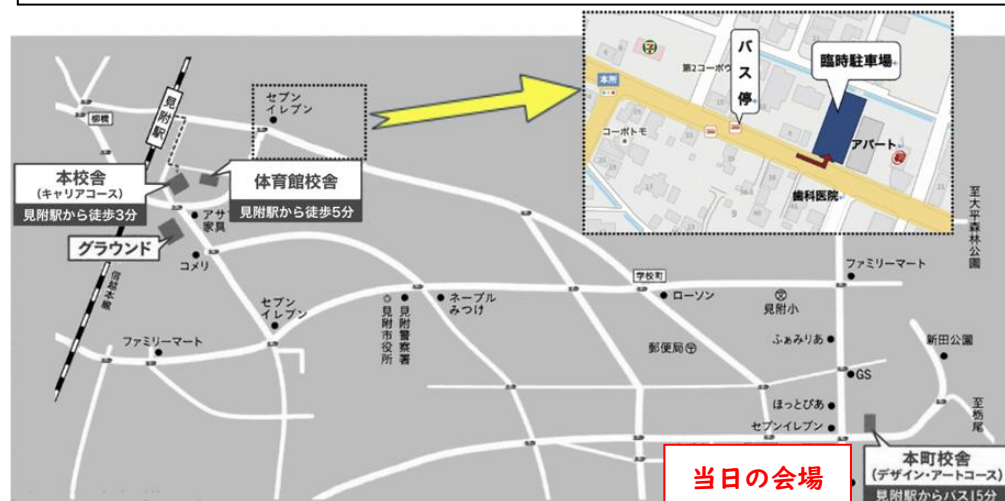 バス停
臨時駐車場
本所
第2コーポウ
コーポトモ
アパート
歯科医院
セブン
イレブン
見附駅
柳橋
本校舎
(キャリアコース)
見附駅から徒歩3分
体育館校舎
見附駅から徒歩5分
グラウンド
アサ
家具
コメリ
信越本線
セブン
イレブン
ファミリーマート
見附市役所
見附警察署
ネーブル
みつけ
学校町
ローソン
郵便局
見附小
ファミリーマート
至大平森林公園
ふぁみりあ
新田公園
GS
ほっとぴあ
セブンイレブン
至栃尾
当日の会場
本町校舎
(デザイン・アートコース)
見附駅からバス15分